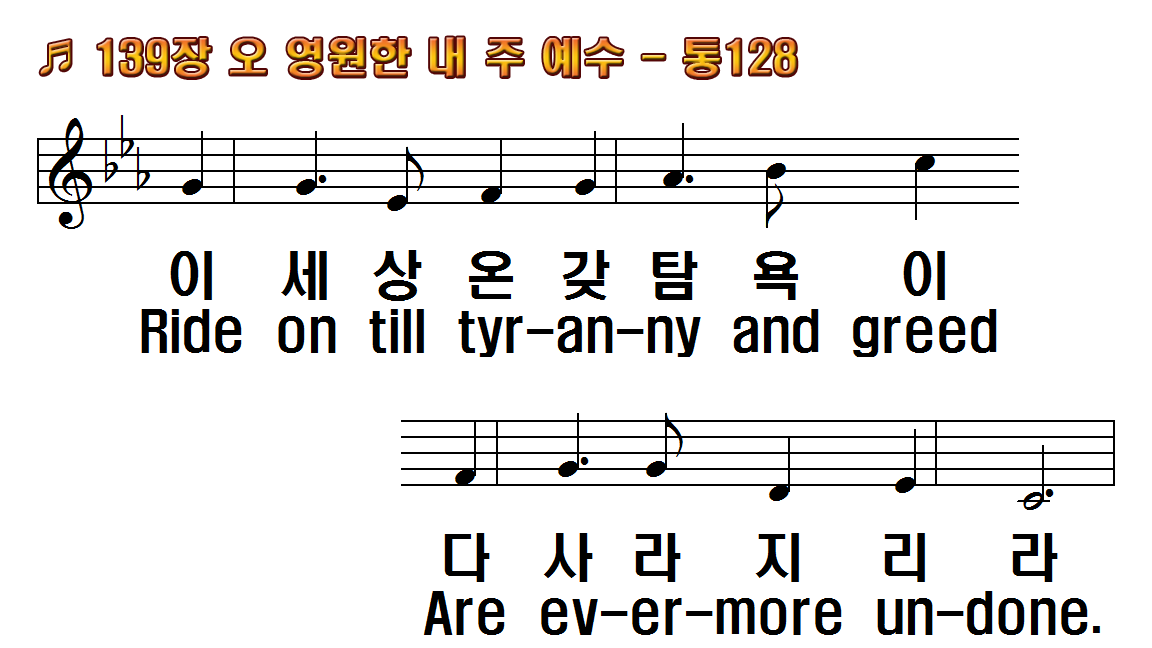 ♬ 139장 오 영원한 내 주 예수 - 통128
이 세 상 온 갖 탐 욕 이
Ride on till tyr-an-ny and greed
다 사 라 지 리 라
Are ev-er-more un-done.